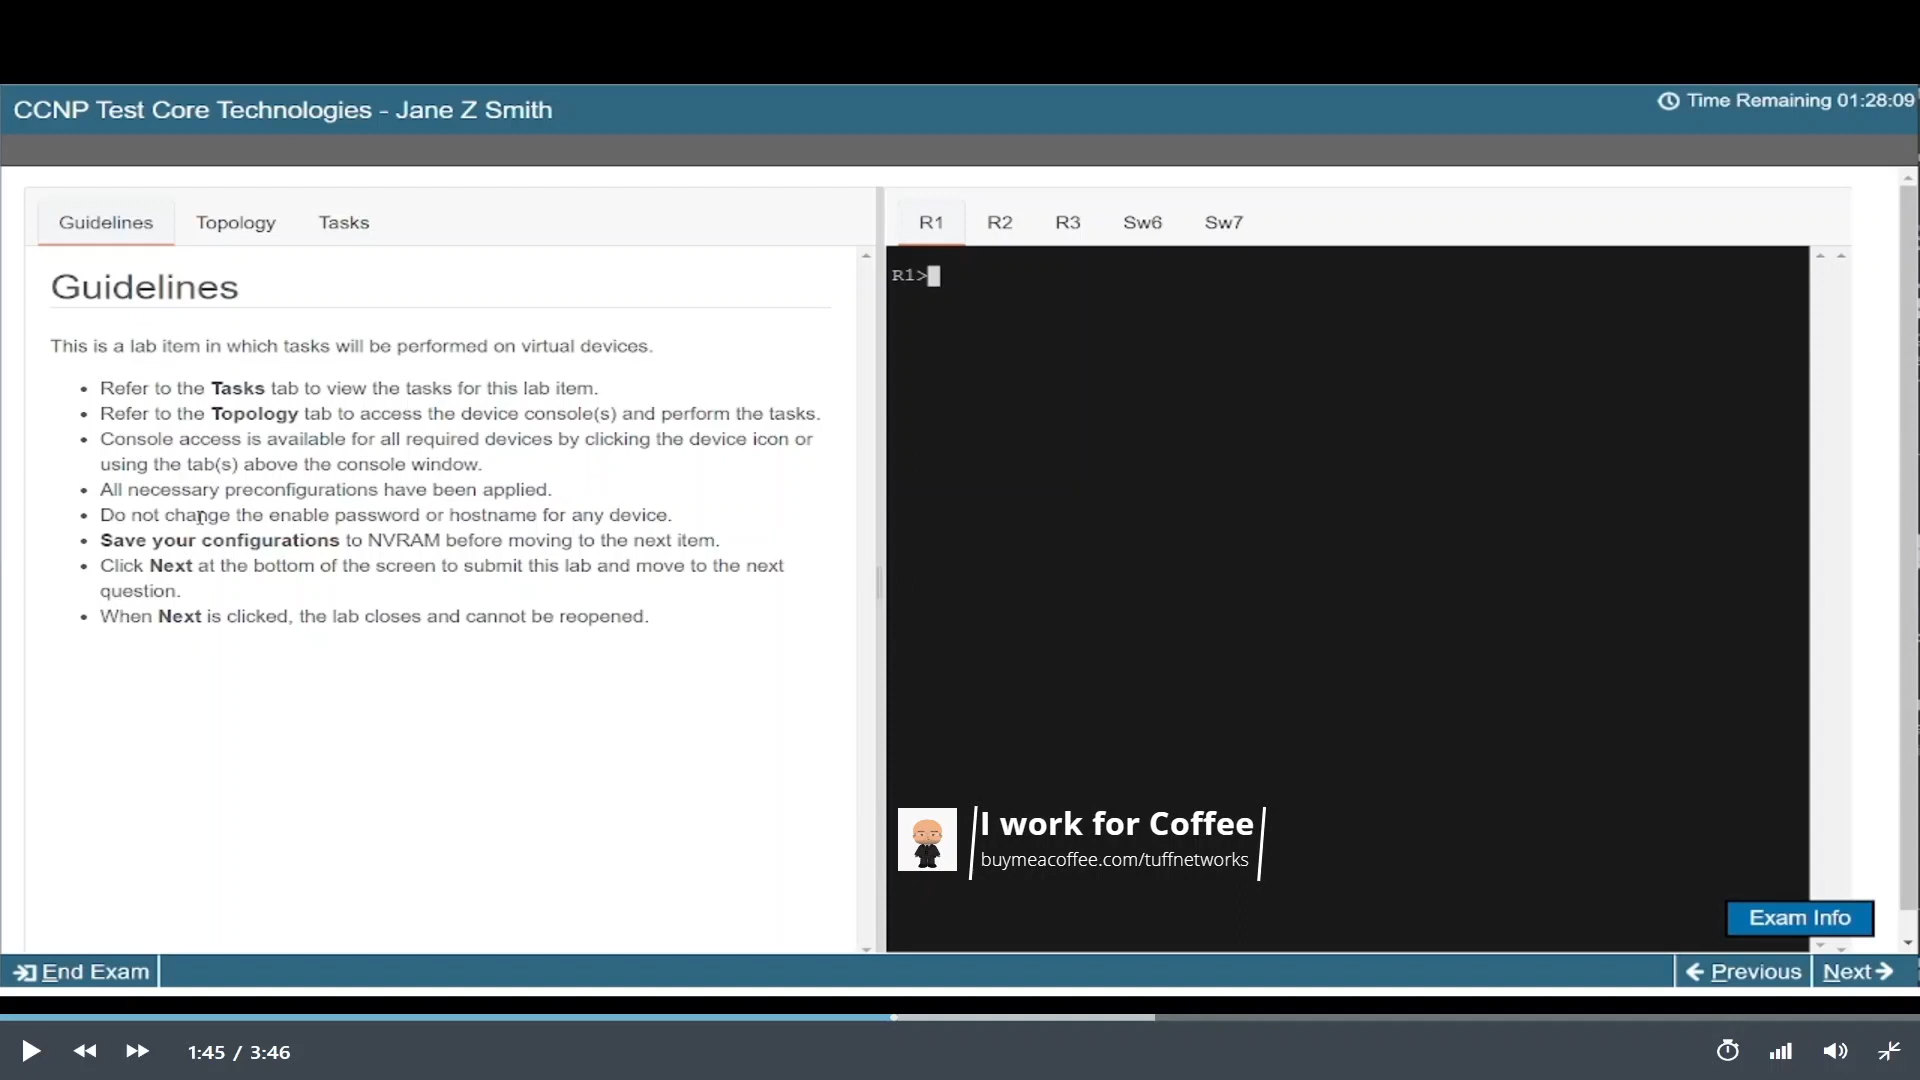 CCNP Test Core Technologies - Jane Z Smith
Time Remaining 01:28:09
Guidelines
Topology
Tasks
R1
R2
R3
Sw6
Sw7
Guidelines
This is a lab item in which tasks will be performed on virtual devices.
• Refer to the Tasks tab to view the tasks for this lab item.
• Refer to the Topology tab to access the device console(s) and perform the tasks.
• Console access is available for all required devices by clicking the device icon or
using the tab(s) above the console window.
• All necessary preconfigurations have been applied.
• Do not change the enable password or hostname for any device.
• Save your configurations to NVRAM before moving to the next item.
• Click Next at the bottom of the screen to submit this lab and move to the next
question.
• When Next is clicked, the lab closes and cannot be reopened.
R1>
I work for Coffee
buymeacoffee.com/tuffnetworks
Exam Info
End Exam
Previous
Next
1:45 / 3:46